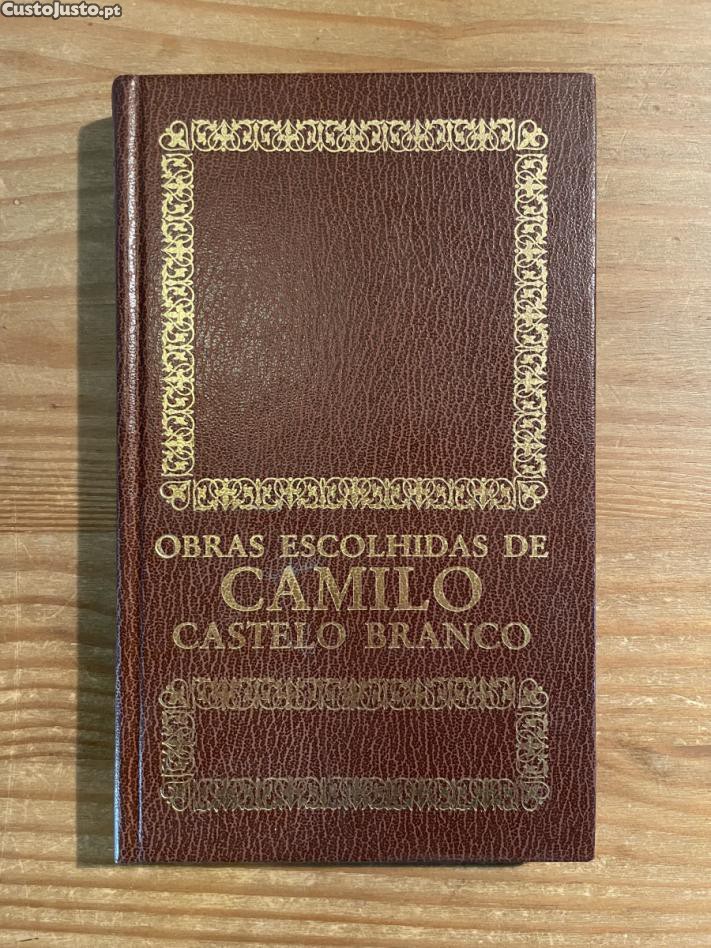 CustoJusto.pt
OBRAS ESCOLHIDAS DE
CAMILO
CASTELO BRANCO